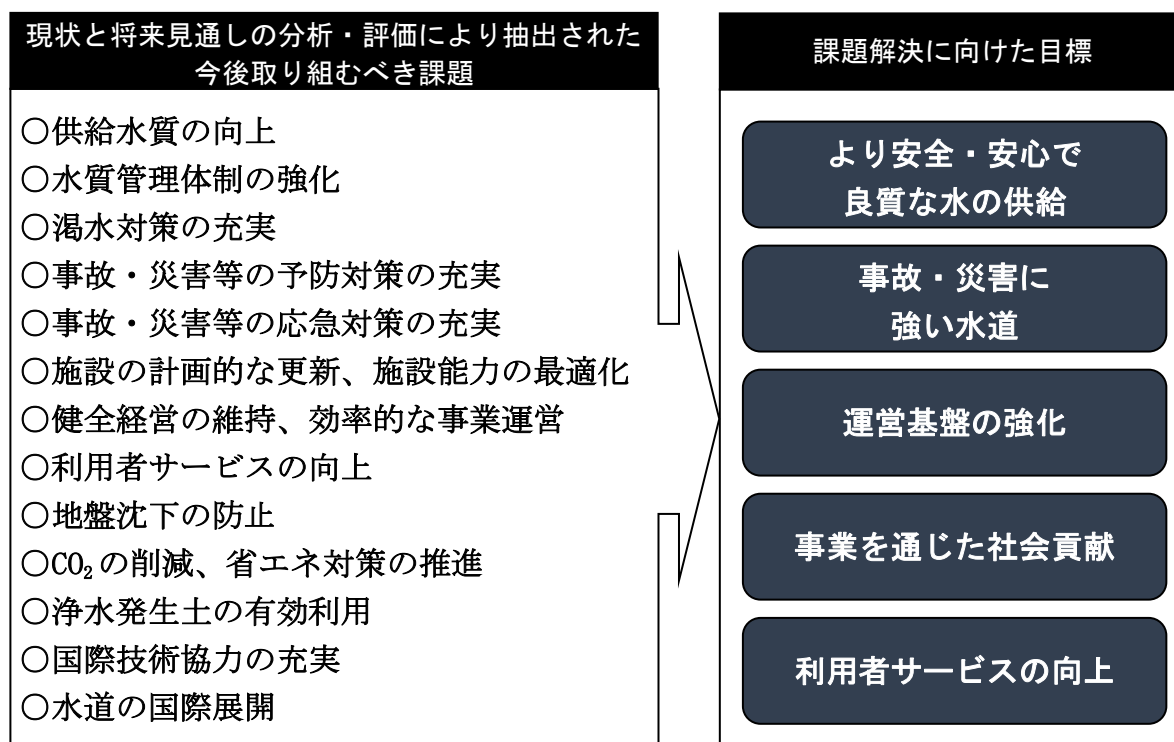 現状と将来見通しの分析・評価により抽出された
今後取り組むべき課題
○供給水質の向上
○水質管理体制の強化
○渇水対策の充実
○事故・災害等の予防対策の充実
○事故・災害等の応急対策の充実
○施設の計画的な更新、施設能力の最適化
○健全経営の維持、効率的な事業運営
○利用者サービスの向上
○地盤沈下の防止
○CO₂の削減、省エネ対策の推進
○浄水発生土の有効利用
○国際技術協力の充実
○水道の国際展開
課題解決に向けた目標
より安全・安心で
良質な水の供給
事故・災害に
強い水道
運営基盤の強化
事業を通じた社会貢献
利用者サービスの向上